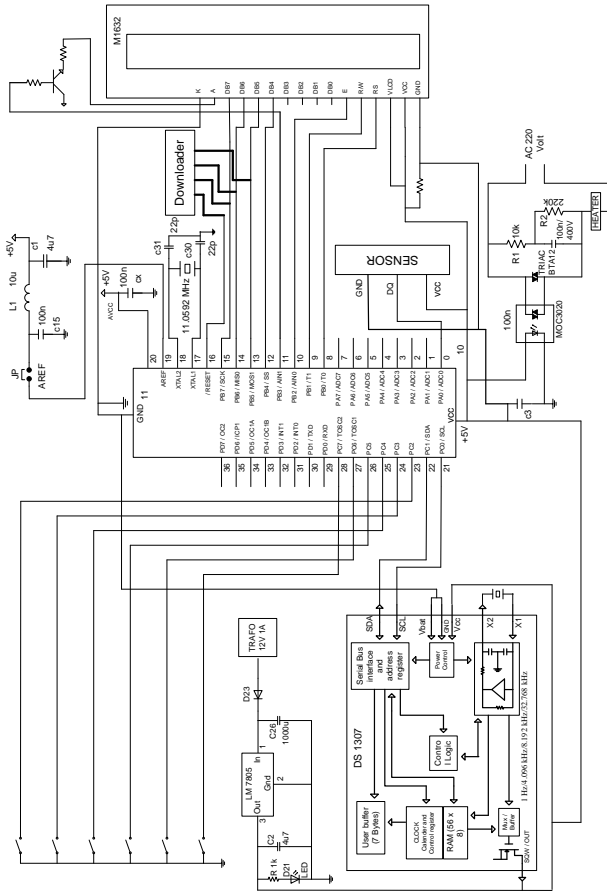 M1632
K
A
DB7
DB6
DB5
DB4
DB3
DB2
DB1
DB0
E
R/W
RS
VLCD
VCC
GND
Downloader
22p
c31
c30
22p
11.0592 MHz
+5V
10u
L1
c1
4u7
100n
c15
JP
AREF
+5V
AVCC
100n
cx
SENSOR
GND
DQ
VCC
AC 220
Volt
R1
10k
R2
220k
100n/
400V
TRIAC
BTA12
HEATER
100n
MOC3020
c3
GND
11
20
AREF
19
XTAL2
18
XTAL1
17
/RESET
16
PB7 / SCK
15
PB6 / MIS0
14
PB5 / MOS1
13
PB4 / SS
12
PB3 / AIN1
11
PB2 / AIN0
10
PB1 / T1
9
PB0 / T0
8
PA7 / ADC7
7
PA6 / ADC6
6
PA5 / ADC5
5
PA4 / ADC4
4
PA3 / ADC3
3
PA2 / ADC2
2
PA1 / ADC1
1
PA0 / ADC0
0
VCC
10
+5V
PD7 / OC2
36
PD6 / ICP1
35
PD5 / OC1A
34
PD4 / OC1B
33
PD3 / INT1
32
PD2 / INT0
31
PD1 / TXD
30
PD0 / RXD
29
PC7 / TOSC2
28
PC6 / TOSC1
27
PC5
26
PC4
25
PC3
24
PC2
23
PC1 / SDA
22
PC0 / SCL
21
TRAFO
12V 1A
D23
C26
1000u
LM 7805
In
Out
Gnd
1
2
3
C2
4u7
R 1k
D21
LED
DS 1307
SDA
SCL
Vbat
GND
Vcc
X2
X1
Serial Bus
interface
and
address
register
Power
Control
Contro
l Logic
User buffer
(7 Bytes)
CLOCK
Calender and
Control register
RAM (56 x
8)
Mux /
Buffer
SQW / OUT
1 Hz/4.096 kHz/8.192 kHz/32.768 kHz